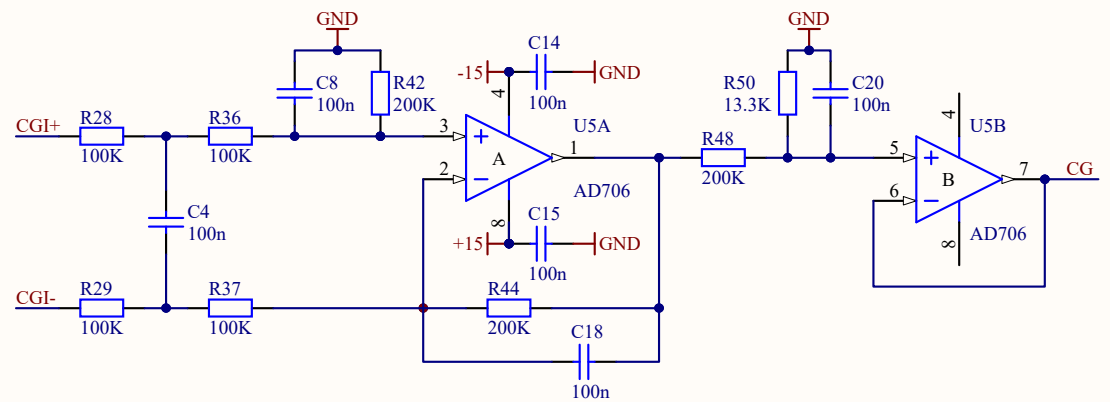 GND
GND
C14
-15
GND
100n
4
C8
100n
R42
200K
R50
13.3K
C20
100n
4
CGI+
R28
100K
R36
100K
3
2
A
1
U5A
AD706
R48
200K
5
6
B
7
U5B
AD706
CG
8
8
C4
100n
+15
C15
GND
100n
CGI-
R29
100K
R37
100K
R44
200K
C18
100n